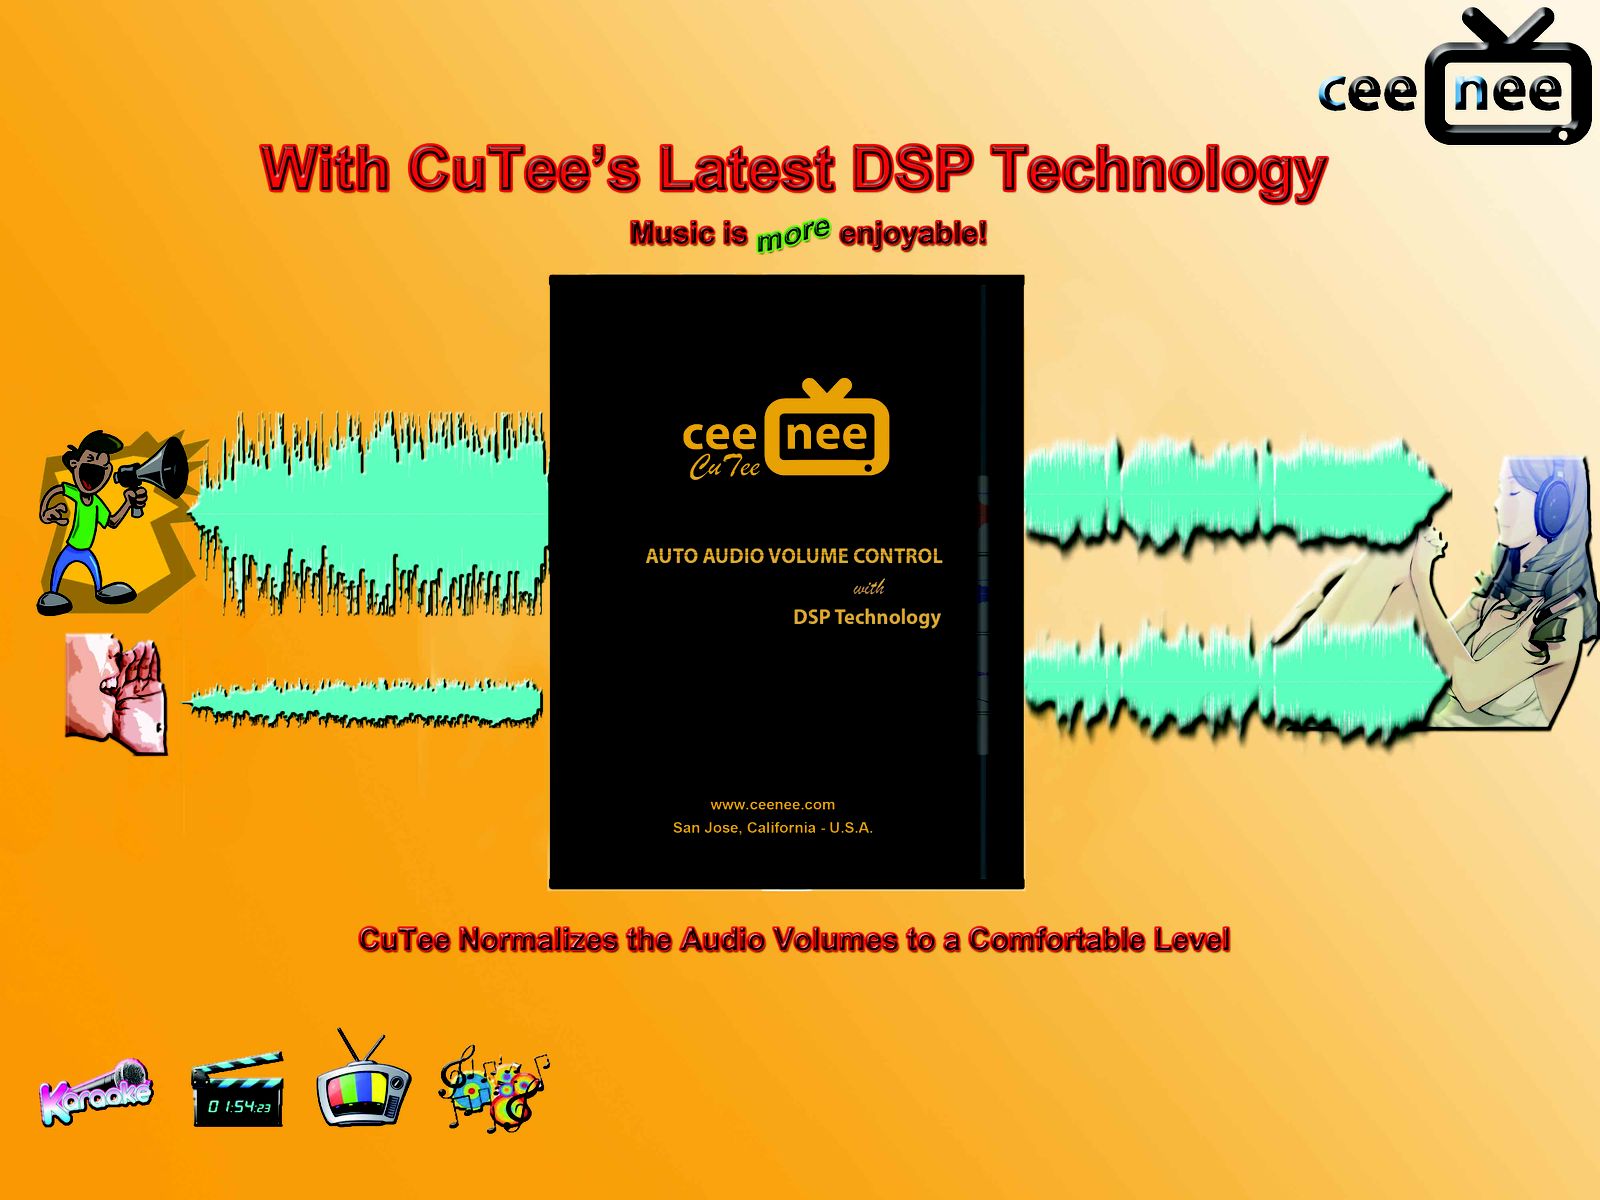 cee nee
With CuTee’s Latest DSP Technology
Music is more enjoyable!
cee nee
CuTee
AUTO AUDIO VOLUME CONTROL
with
DSP Technology
www.ceenee.com
San Jose, California - U.S.A.
CuTee Normalizes the Audio Volumes to a Comfortable Level
Karaoke
01:54:23